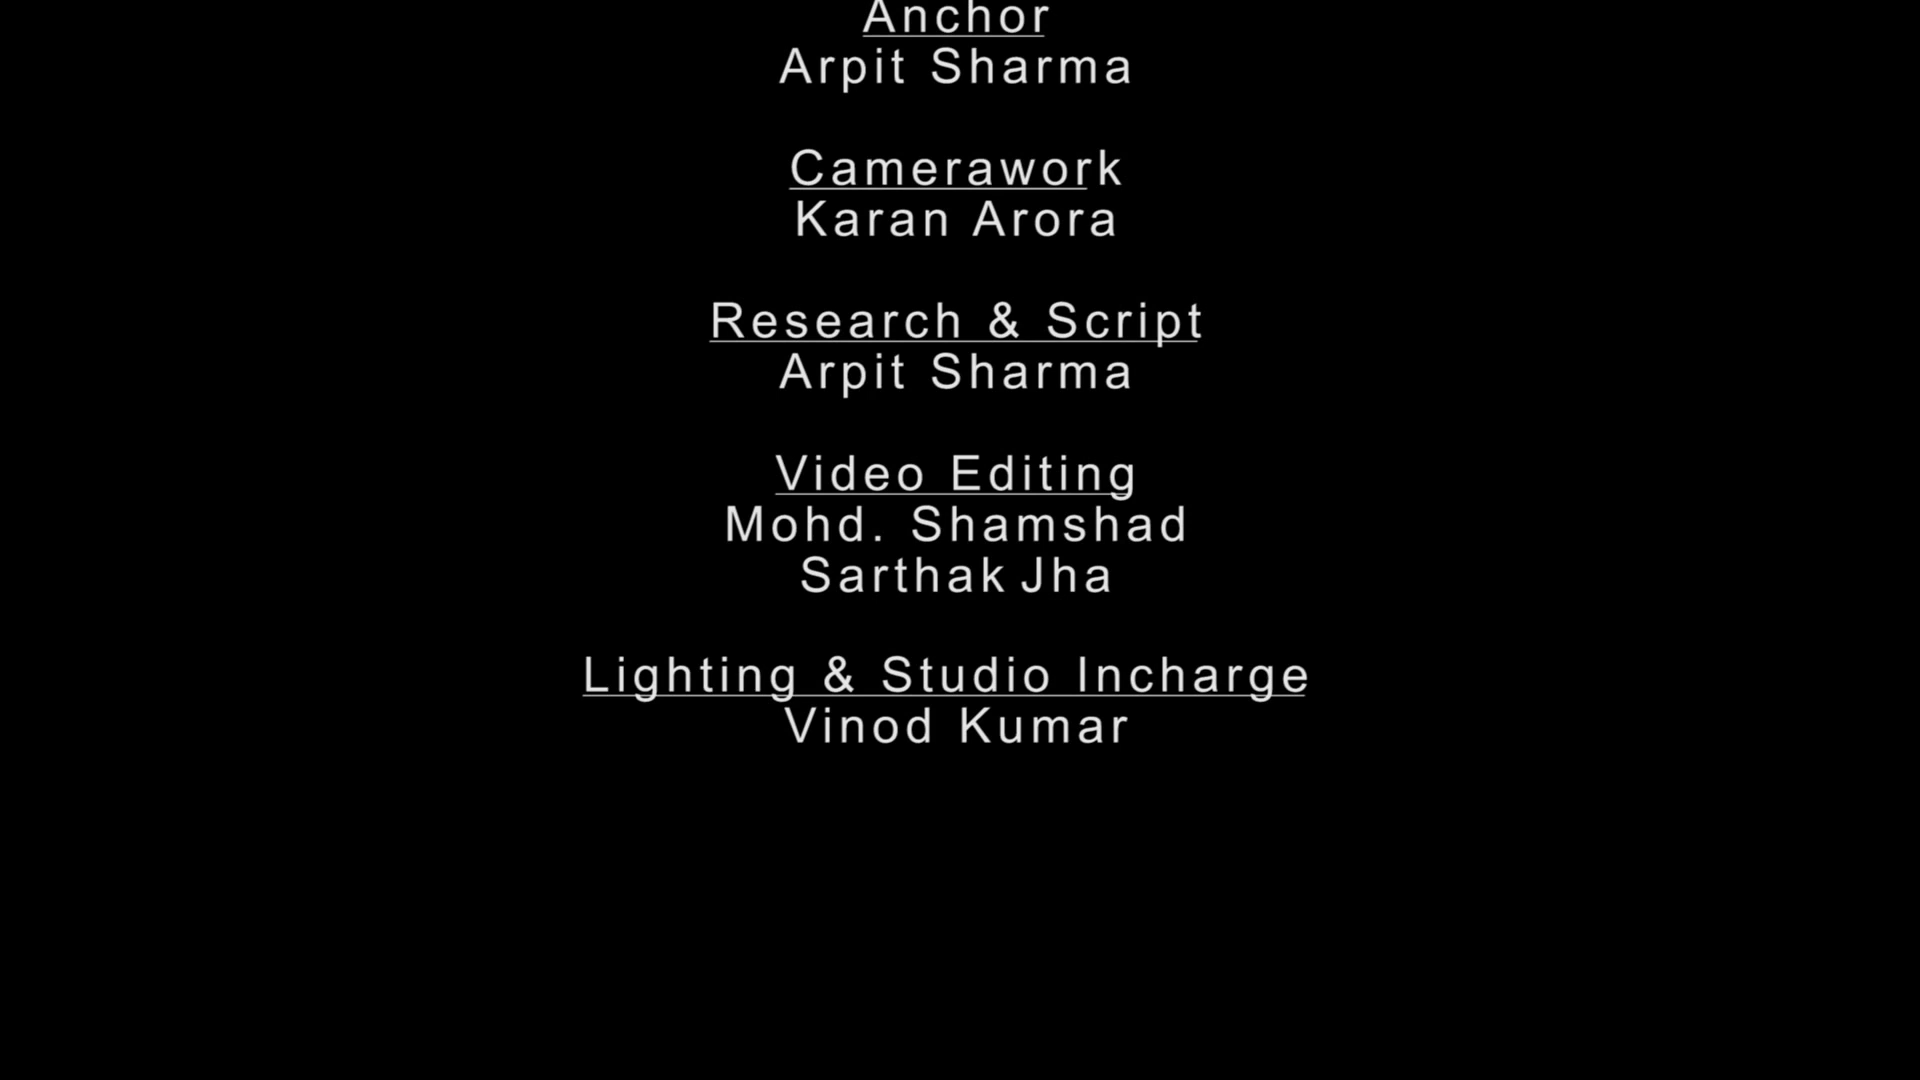 Anchor
Arpit Sharma
Camerawork
Karan Arora
Research & Script
Arpit Sharma
Video Editing
Mohd. Shamshad
Sarthak Jha
Lighting & Studio Incharge
Vinod Kumar